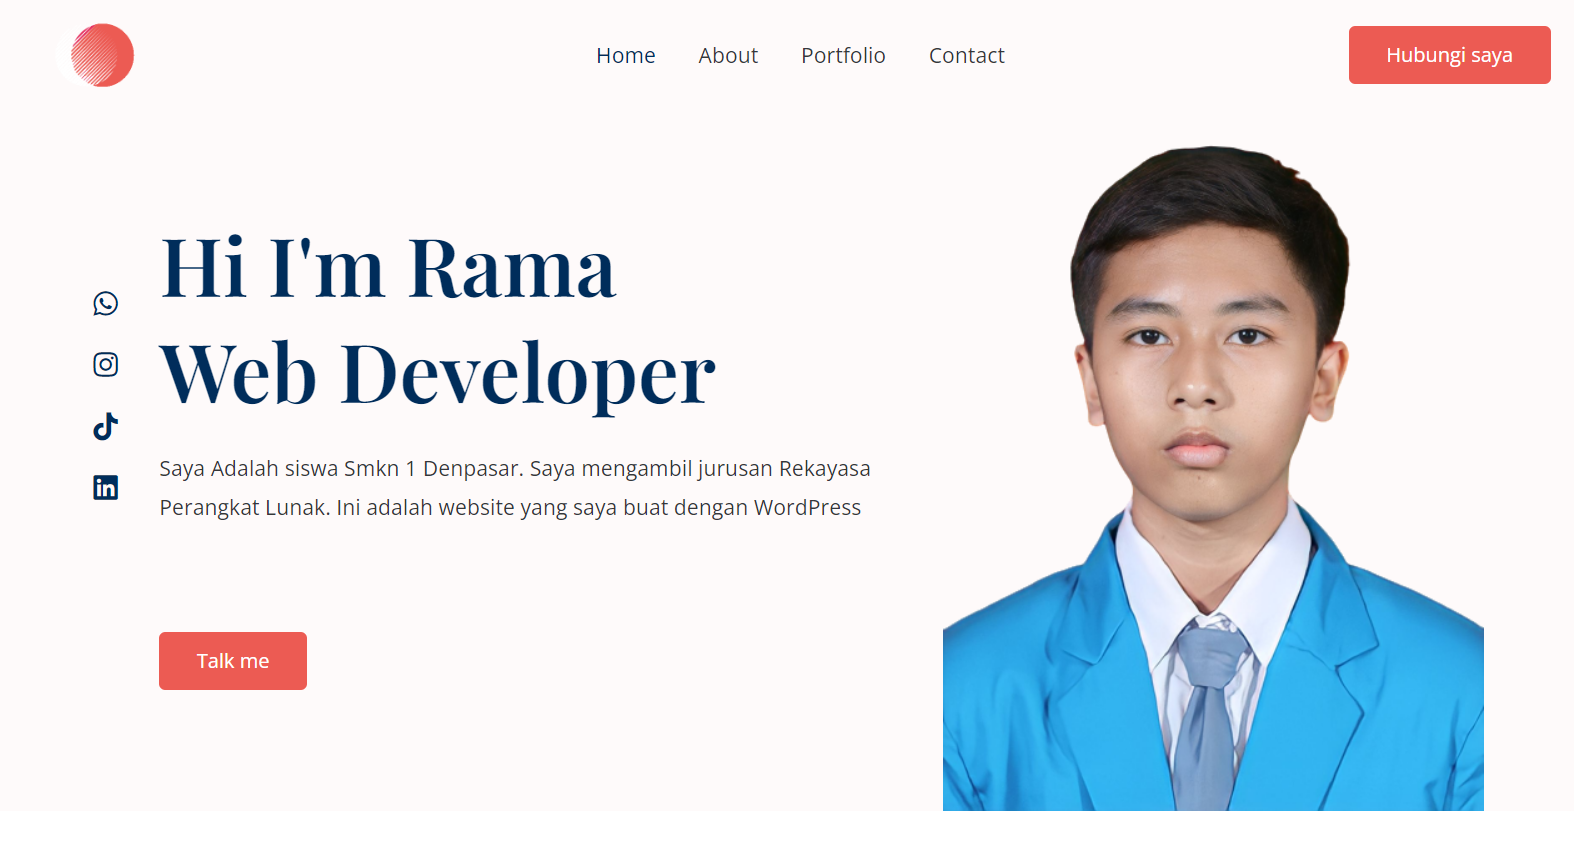 Home About Portfolio Contact Hubungi saya
Hi I'm Rama
Web Developer
Saya Adalah siswa Smkn 1 Denpasar. Saya mengambil jurusan Rekayasa
Perangkat Lunak. Ini adalah website yang saya buat dengan WordPress
Talk me